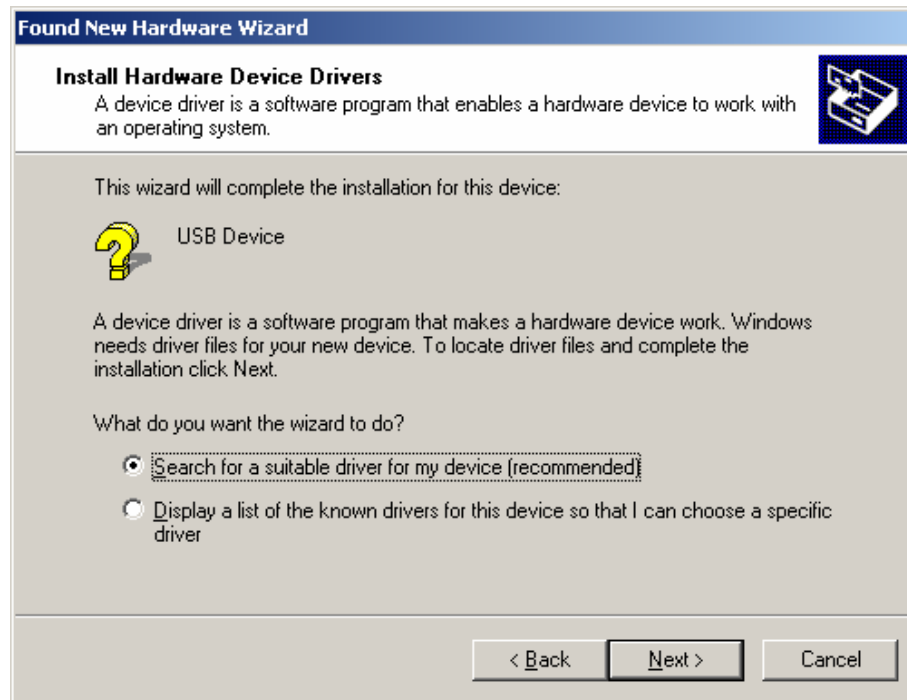 Found New Hardware Wizard
Install Hardware Device Drivers
A device driver is a software program that enables a hardware device to work with
an operating system.
This wizard will complete the installation for this device:
USB Device
A device driver is a software program that makes a hardware device work. Windows
needs driver files for your new device. To locate driver files and complete the
installation click Next.
What do you want the wizard to do?
Search for a suitable driver for my device (recommended)
Display a list of the known drivers for this device so that I can choose a specific
driver
< Back
Next >
Cancel